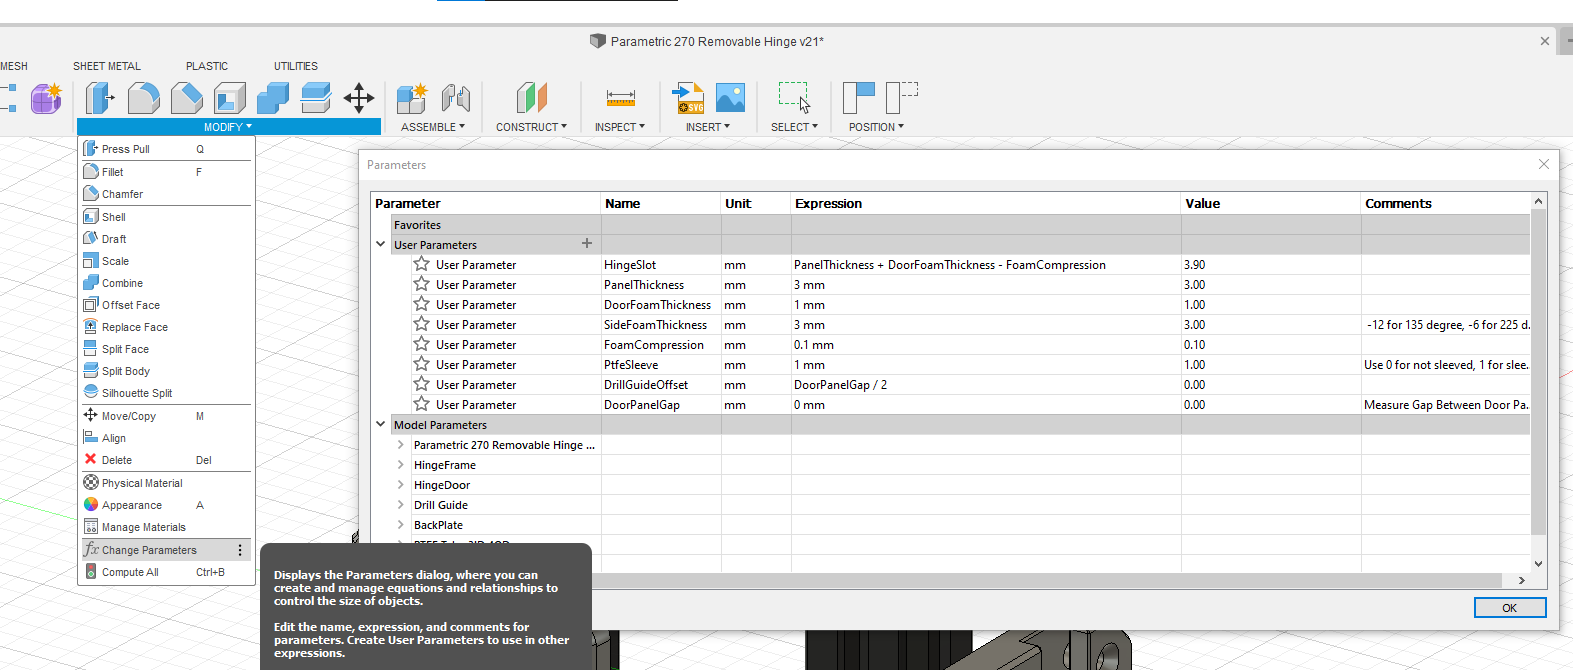 Parametric 270 Removable Hinge v21*
MESH SHEET METAL PLASTIC UTILITIES
SVG
MODIFY ASSEMBLE CONSTRUCT INSPECT INSERT SELECT POSITION
Press Pull Q
Fillet F
Chamfer
Shell
Draft
Scale
Combine
Offset Face
Replace Face
Split Face
Split Body
Silhouette Split
Move/Copy M
Align
Delete Del
Physical Material
Appearance A
Manage Materials
fx Change Parameters
Compute All Ctrl+B
Parameters
Parameter Name Unit Expression Value Comments
Favorites
User Parameters
User Parameter HingeSlot mm PanelThickness + DoorFoamThickness - FoamCompression 3.90
User Parameter PanelThickness mm 3 mm 3.00
User Parameter DoorFoamThickness mm 1 mm 1.00
User Parameter SideFoamThickness mm 3 mm 3.00 -12 for 135 degree, -6 for 225 d.
User Parameter FoamCompression mm 0.1 mm 0.10
User Parameter PtfeSleeve mm 1 mm 1.00 Use 0 for not sleeved, 1 for slee..
User Parameter DrillGuideOffset mm DoorPanelGap / 2 0.00
User Parameter DoorPanelGap mm 0 mm 0.00 Measure Gap Between Door Pa..
Model Parameters
Parametric 270 Removable Hinge ...
HingeFrame
HingeDoor
Drill Guide
BackPlate
OK
Displays the Parameters dialog, where you can
create and manage equations and relationships to
control the size of objects.
Edit the name, expression, and comments for
parameters. Create User Parameters to use in other
expressions.